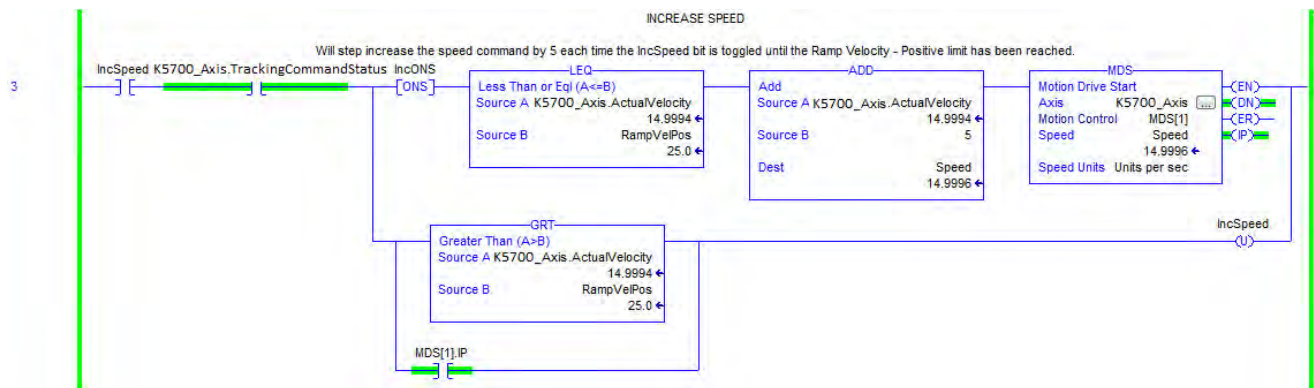 INCREASE SPEED
Will step increase the speed command by 5 each time the IncSpeed bit is toggled until the Ramp Velocity - Positive limit has been reached.
IncSpeed K5700_Axis.TrackingCommandStatus IncONS
3
ONS
LEQ
Less Than or Eql (A<=B)
Source A K5700_Axis.ActualVelocity
14.9994
Source B RampVelPos
25.0
ADD
Add
Source A K5700_Axis.ActualVelocity
14.9994
Source B 5
Dest Speed
14.9996
MDS
Motion Drive Start
Axis K5700_Axis ...
Motion Control MDS[1]
Speed Speed
14.9996
Speed Units Units per sec
EN
DN
ER
IP
GRT
Greater Than (A>B)
Source A K5700_Axis.ActualVelocity
14.9994
Source B RampVelPos
25.0
IncSpeed
U
MDS[1].IP